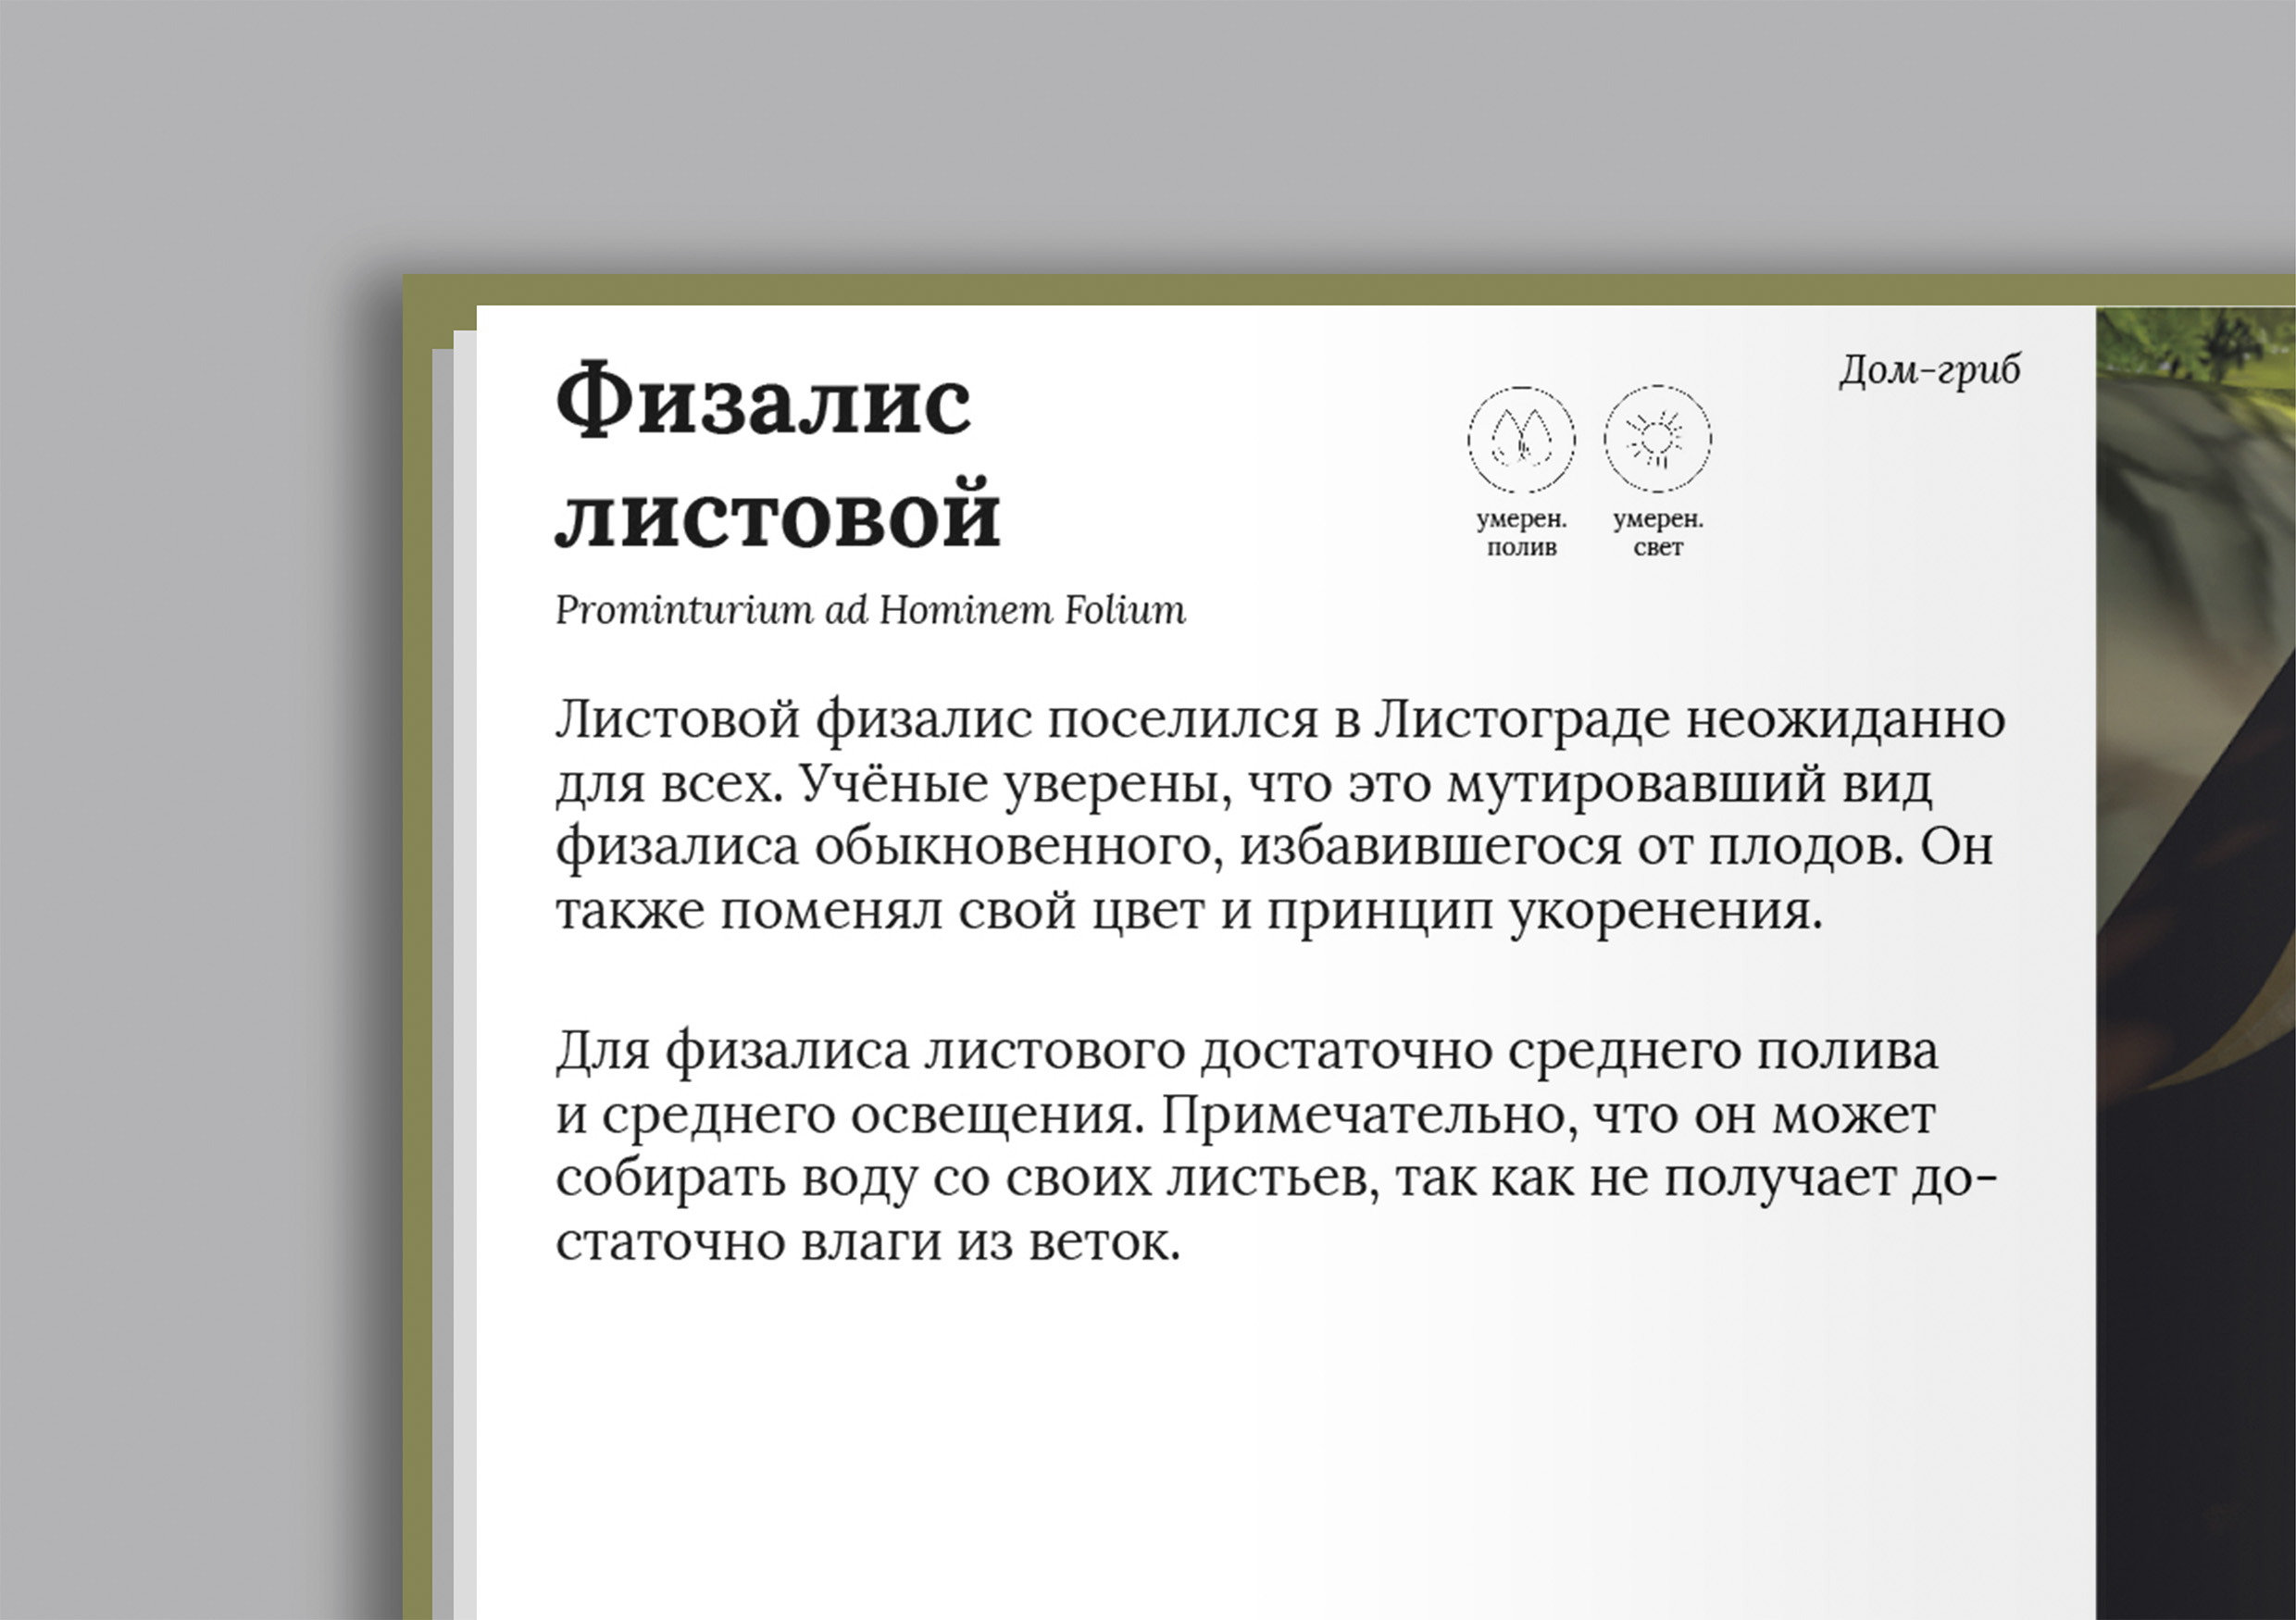 Физалис
листовой
Prominturium ad Hominem Folium
умерен.
полив
умерен.
свет
Дом-гриб
Листовой физалис поселился в Листограде неожиданно
для всех. Учёные уверены, что это мутировавший вид
физалиса обыкновенного, избавившегося от плодов. Он
также поменял свой цвет и принцип укоренения.
Для физалиса листового достаточно среднего полива
и среднего освещения. Примечательно, что он может
собирать воду со своих листьев, так как не получает до-
статочно влаги из веток.